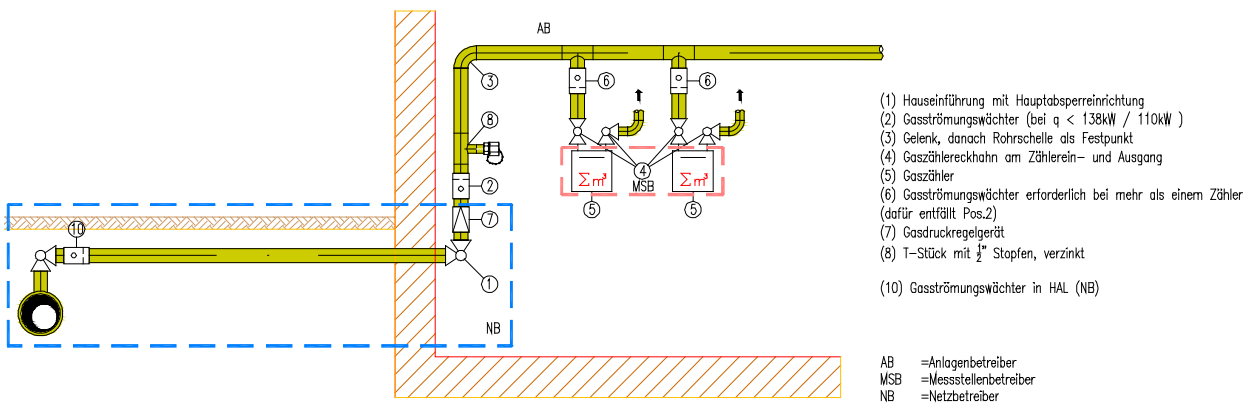 AB
6
6
3
8
4
MSB
Σm³
Σm³
2
5
5
7
10
1
NB
(1) Hauseinführung mit Hauptabsperreinrichtung
(2) Gasströmungswächter (bei q < 138kW / 110kW )
(3) Gelenk, danach Rohrschelle als Festpunkt
(4) Gaszählereckhahn am Zählerein- und Ausgang
(5) Gaszähler
(6) Gasströmungswächter erforderlich bei mehr als einem Zähler
(dafür entfällt Pos.2)
(7) Gasdruckregelgerät
(8) T-Stück mit ½" Stopfen, verzinkt
(10) Gasströmungswächter in HAL (NB)
AB =Anlagenbetreiber
MSB =Messstellenbetreiber
NB =Netzbetreiber